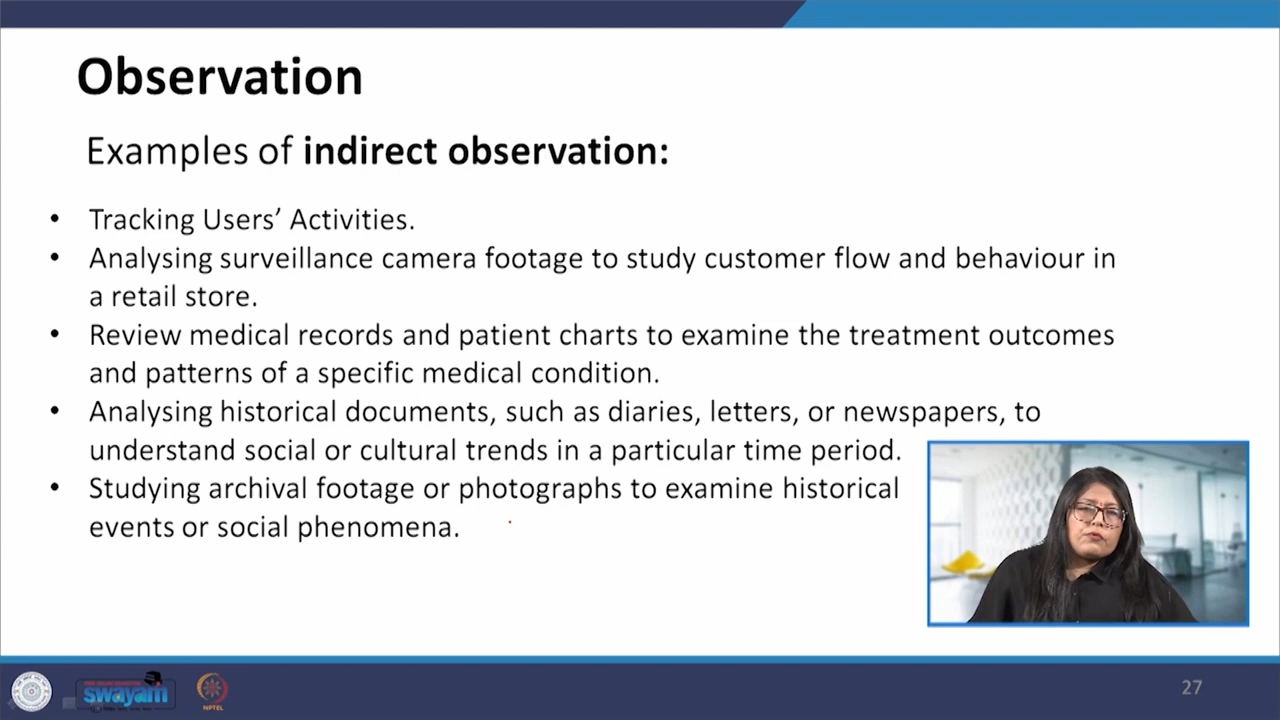 Observation
Examples of indirect observation:
• Tracking Users’ Activities.
• Analysing surveillance camera footage to study customer flow and behaviour in
a retail store.
• Review medical records and patient charts to examine the treatment outcomes
and patterns of a specific medical condition.
• Analysing historical documents, such as diaries, letters, or newspapers, to
understand social or cultural trends in a particular time period.
• Studying archival footage or photographs to examine historical
events or social phenomena.
swayam
NPTEL
27